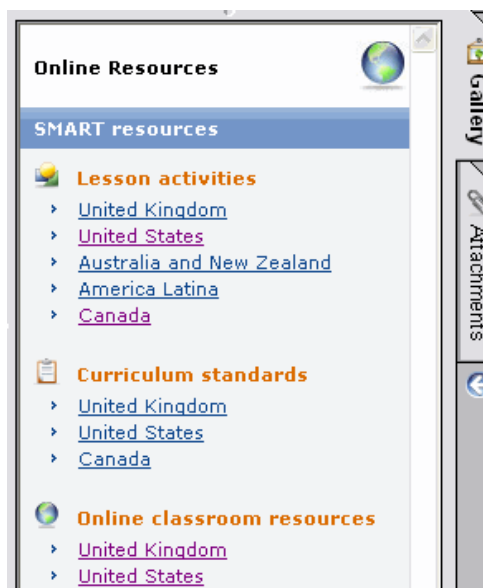 Online Resources
SMART resources
Lesson activities
United Kingdom
United States
Australia and New Zealand
America Latina
Canada
Curriculum standards
United Kingdom
United States
Canada
Online classroom resources
United Kingdom
United States
Gallery
Attachments